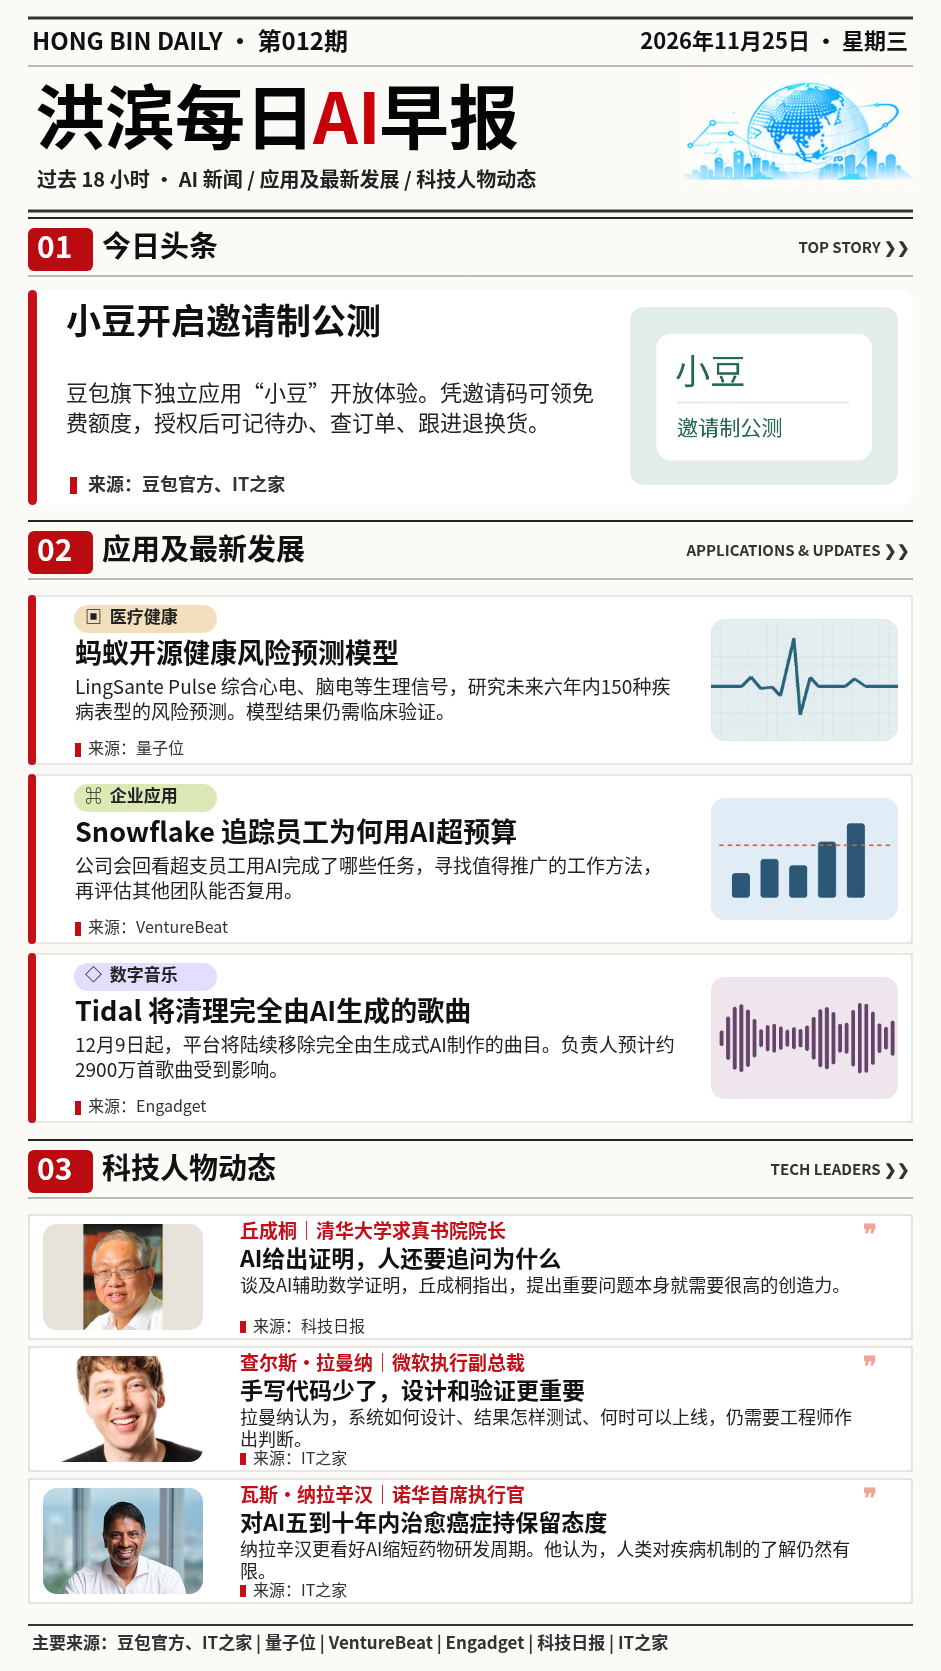 HONG BIN DAILY · 第012期
2026年11月25日 · 星期三
洪滨每日AI早报
过去 18 小时 · AI 新闻 / 应用及最新发展 / 科技人物动态
01 今日头条
TOP STORY ❯❯
小豆开启邀请制公测
豆包旗下独立应用“小豆”开放体验。凭邀请码可领免
费额度，授权后可记待办、查订单、跟进退换货。
来源：豆包官方、IT之家
小豆
邀请制公测
02 应用及最新发展
APPLICATIONS & UPDATES ❯❯
▣ 医疗健康
蚂蚁开源健康风险预测模型
LingSante Pulse 综合心电、脑电等生理信号，研究未来六年内150种疾
病表型的风险预测。模型结果仍需临床验证。
来源：量子位
⌘ 企业应用
Snowflake 追踪员工为何用AI超预算
公司会回看超支员工用AI完成了哪些任务，寻找值得推广的工作方法，
再评估其他团队能否复用。
来源：VentureBeat
◇ 数字音乐
Tidal 将清理完全由AI生成的歌曲
12月9日起，平台将陆续移除完全由生成式AI制作的曲目。负责人预计约
2900万首歌曲受到影响。
来源：Engadget
03 科技人物动态
TECH LEADERS ❯❯
丘成桐｜清华大学求真书院院长
AI给出证明，人还要追问为什么
谈及AI辅助数学证明，丘成桐指出，提出重要问题本身就需要很高的创造力。
来源：科技日报
查尔斯·拉曼纳｜微软执行副总裁
手写代码少了，设计和验证更重要
拉曼纳认为，系统如何设计、结果怎样测试、何时可以上线，仍需要工程师作
出判断。
来源：IT之家
瓦斯·纳拉辛汉｜诺华首席执行官
对AI五到十年内治愈癌症持保留态度
纳拉辛汉更看好AI缩短药物研发周期。他认为，人类对疾病机制的了解仍然有
限。
来源：IT之家
主要来源：豆包官方、IT之家 | 量子位 | VentureBeat | Engadget | 科技日报 | IT之家